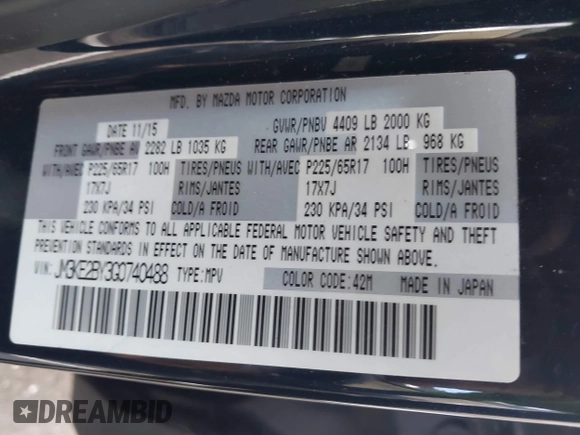 MFD. BY MAZDA MOTOR CORPORATION
DATE 11/15 GVWR/PNBV 4409 LB 2000 KG
FRONT GAWR/PNBE AV 2282 LB 1035 KG REAR GAWR/PNBE AR 2134 LB 968 KG
WITH/AVEC P225/65R17 100H TIRES/PNEUS WITH/AVEC P225/65R17 100H TIRES/PNEUS
17X7J RIMS/JANTES 17X7J RIMS/JANTES
230 KPA/34 PSI COLD/A FROID 230 KPA/34 PSI COLD/A FROID
THIS VEHICLE CONFORMS TO ALL APPLICABLE FEDERAL MOTOR VEHICLE SAFETY AND THEFT
PREVENTION STANDARDS IN EFFECT ON THE DATE OF MANUFACTURE SHOWN ABOVE.
VIN: JM3KE2BY3G0740488 TYPE:MPV COLOR CODE:42M MADE IN JAPAN
DREAMBID